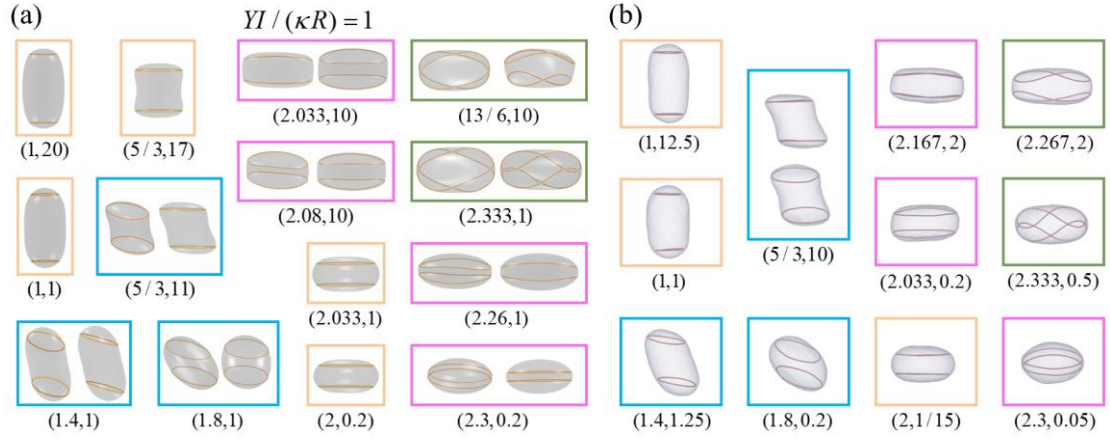 (a)
YI / (κR) = 1
(1,20)
(5 / 3,17)
(2.033,10)
(13 / 6,10)
(1,1)
(5 / 3,11)
(2.08,10)
(2.333,1)
(2.033,1)
(2.26,1)
(1.4,1)
(1.8,1)
(2,0.2)
(2.3,0.2)
(b)
(1,12.5)
(5 / 3,10)
(2.167,2)
(2.267,2)
(1,1)
(2.033,0.2)
(2.333,0.5)
(1.4,1.25)
(1.8,0.2)
(2,1 / 15)
(2.3,0.05)